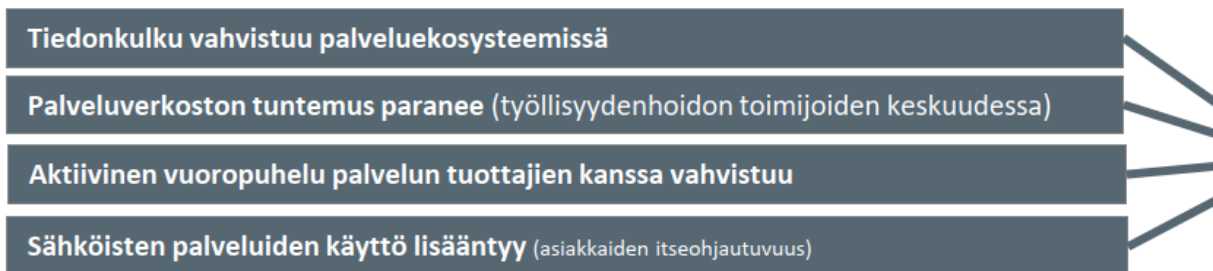 Tiedonkulku vahvistuu palveluekosysteemissä
Palveluverkoston tuntemus paranee (työllisyydenhoidon toimijoiden keskuudessa)
Aktiivinen vuoropuhelu palvelun tuottajien kanssa vahvistuu
Sähköisten palveluiden käyttö lisääntyy (asiakkaiden itseohjautuvuus)